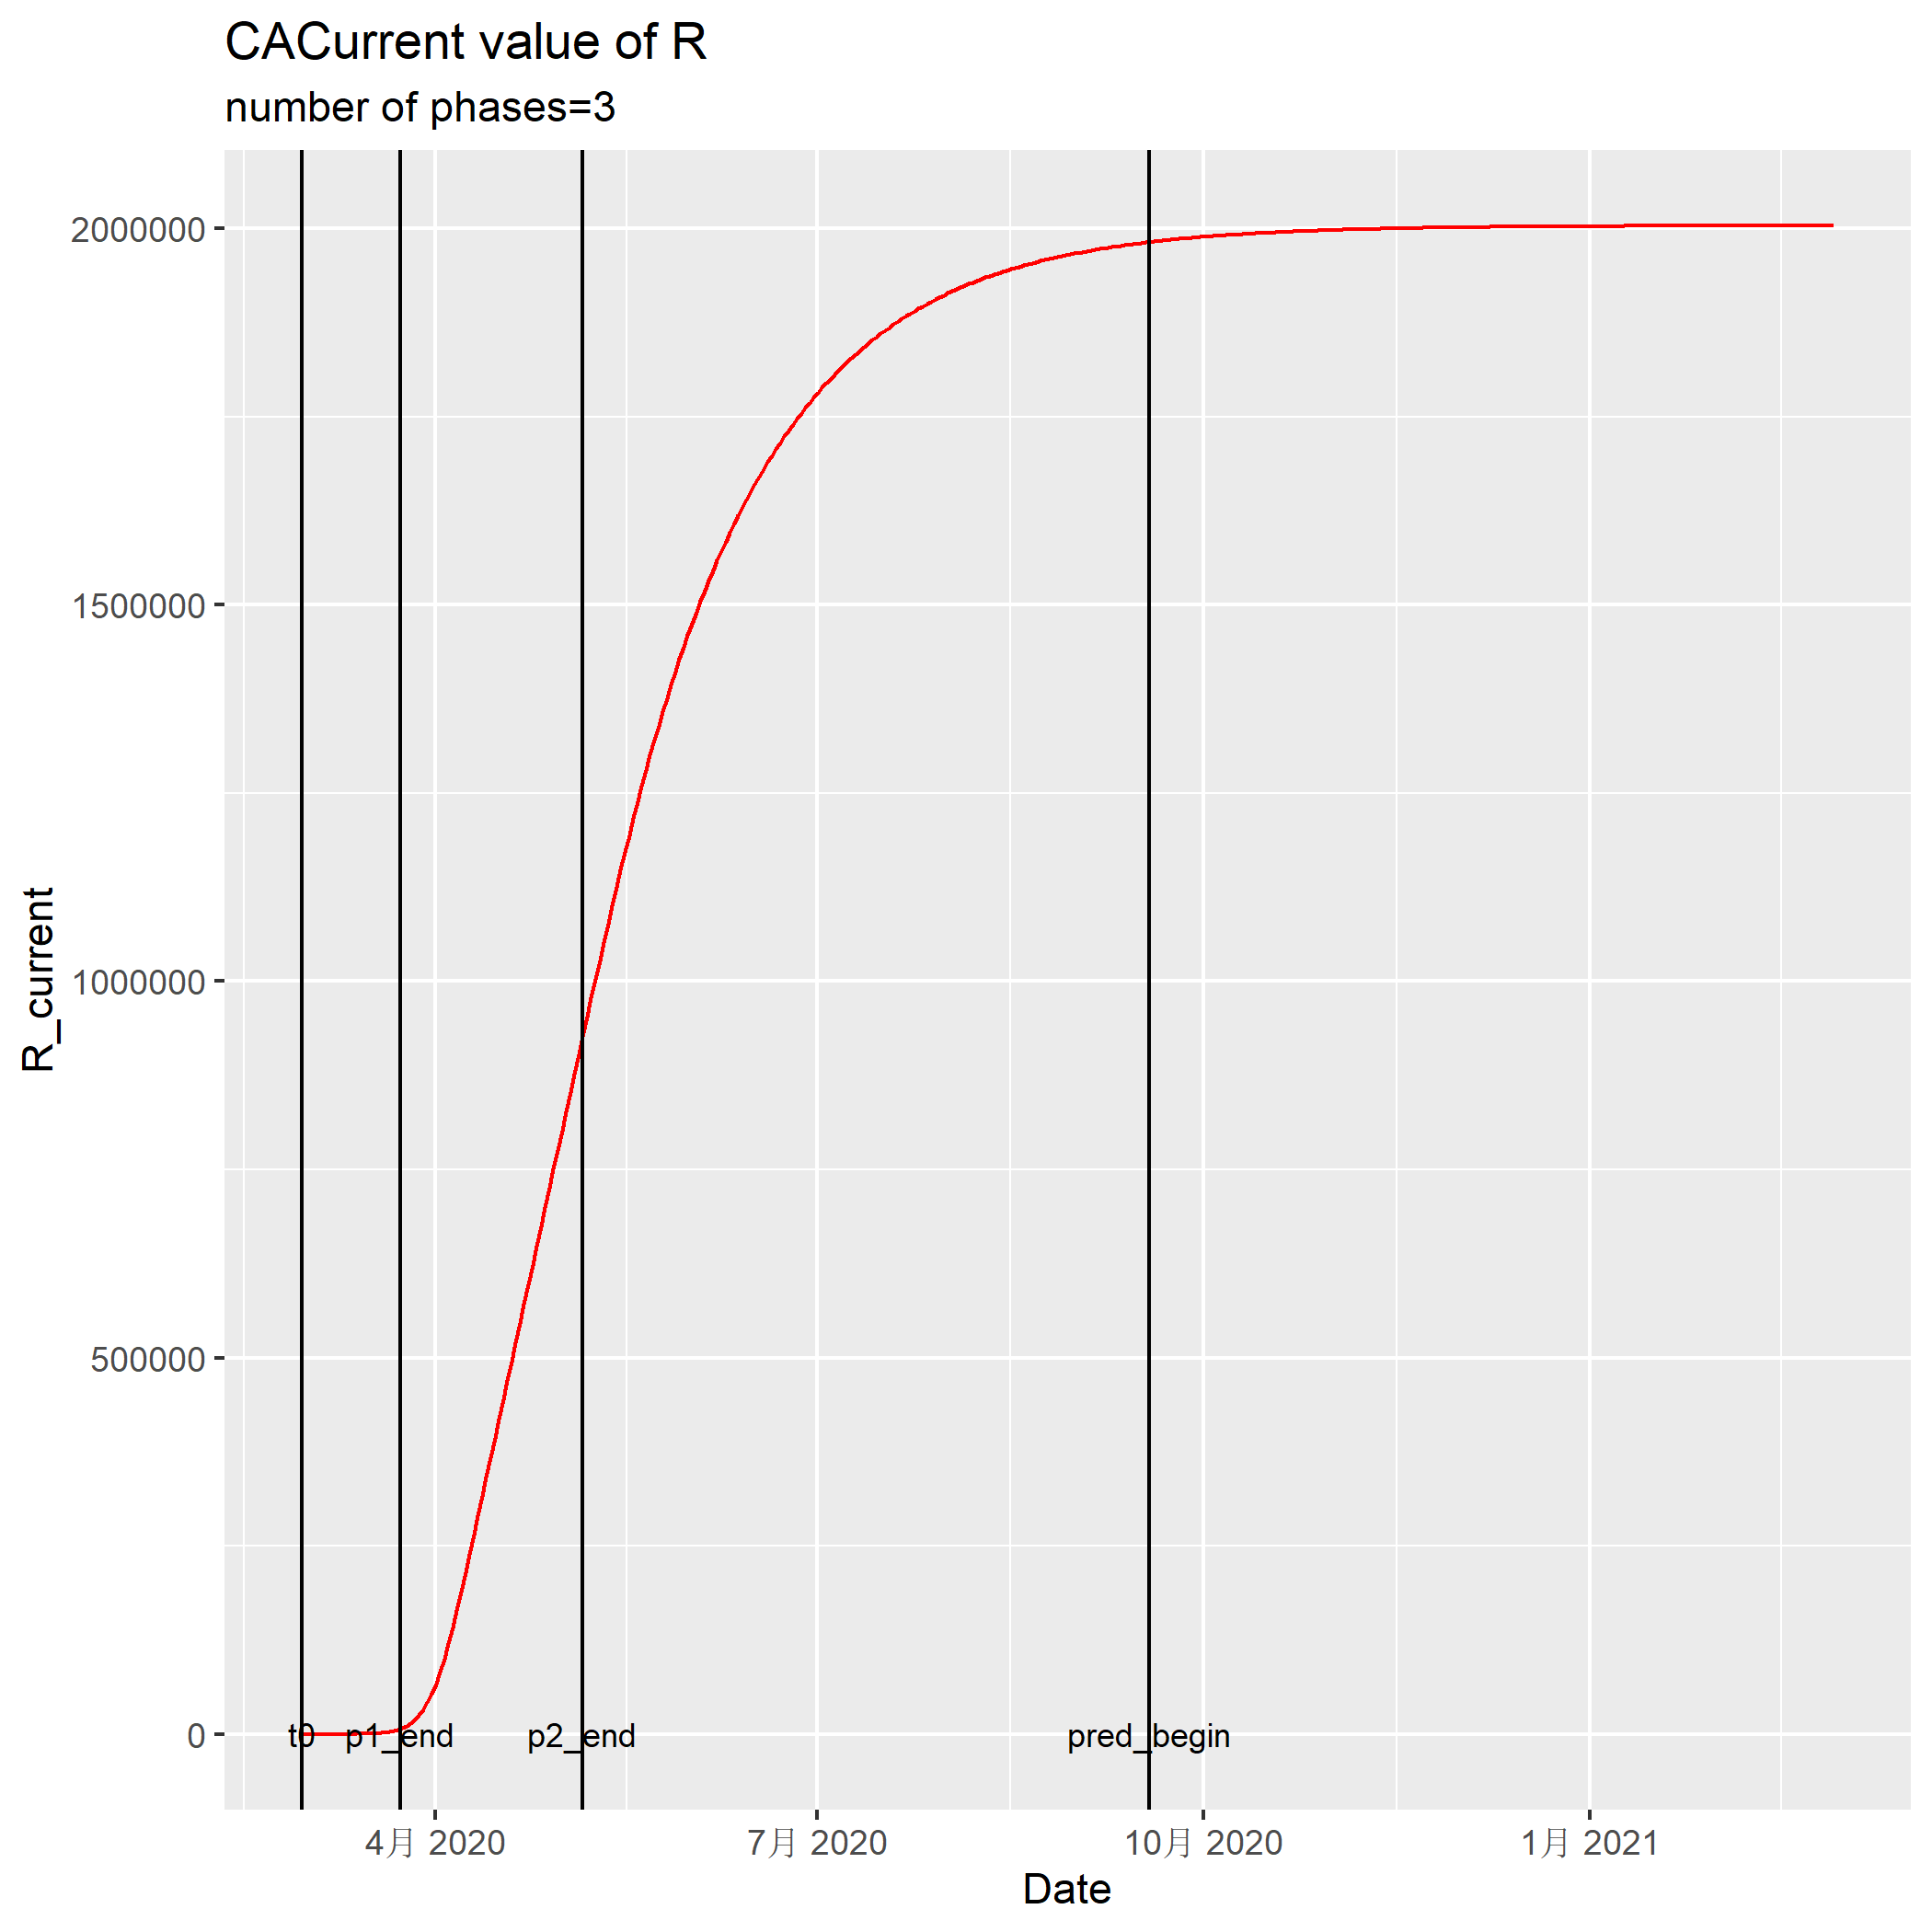 CACurrent value of R
number of phases=3
2000000
1500000
1000000
500000
0
R_current
t0 p1_end p2_end pred_begin
4月 2020 7月 2020 10月 2020 1月 2021
Date